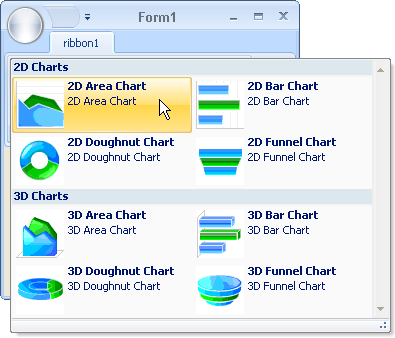 Form1
ribbon1
2D Charts
2D Area Chart
2D Area Chart
2D Bar Chart
2D Bar Chart
2D Doughnut Chart
2D Doughnut Chart
2D Funnel Chart
2D Funnel Chart
3D Charts
3D Area Chart
3D Area Chart
3D Bar Chart
3D Bar Chart
3D Doughnut Chart
3D Doughnut Chart
3D Funnel Chart
3D Funnel Chart